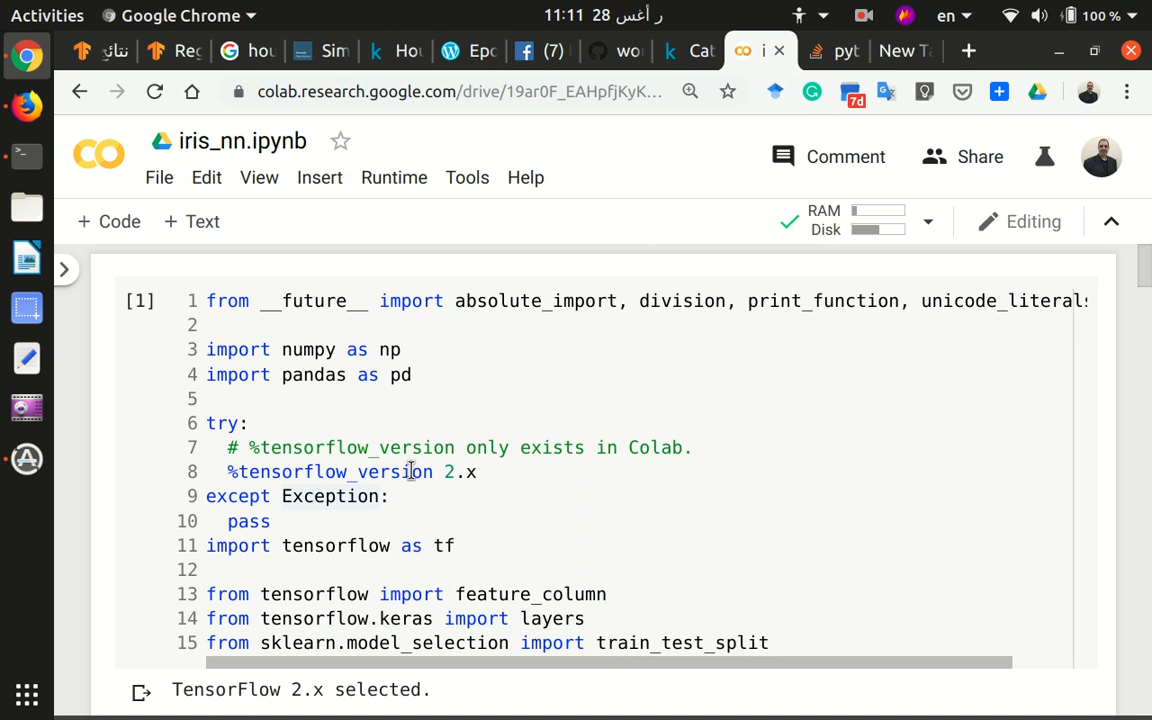 Activities Google Chrome ▾ ر أغس 28 11:11 en ▾ 100 %
نتائج Reg hou Sim Hou Epo (7) wo Cat i pyt New Ta
colab.research.google.com/drive/19ar0F_EAHpfjKyK... 7d
iris_nn.ipynb
Comment Share
File Edit View Insert Runtime Tools Help
+ Code + Text RAM Disk Editing
[1] 1 from __future__ import absolute_import, division, print_function, unicode_literals
2
3 import numpy as np
4 import pandas as pd
5
6 try:
7 # %tensorflow_version only exists in Colab.
8 %tensorflow_version 2.x
9 except Exception:
10 pass
11 import tensorflow as tf
12
13 from tensorflow import feature_column
14 from tensorflow.keras import layers
15 from sklearn.model_selection import train_test_split
TensorFlow 2.x selected.